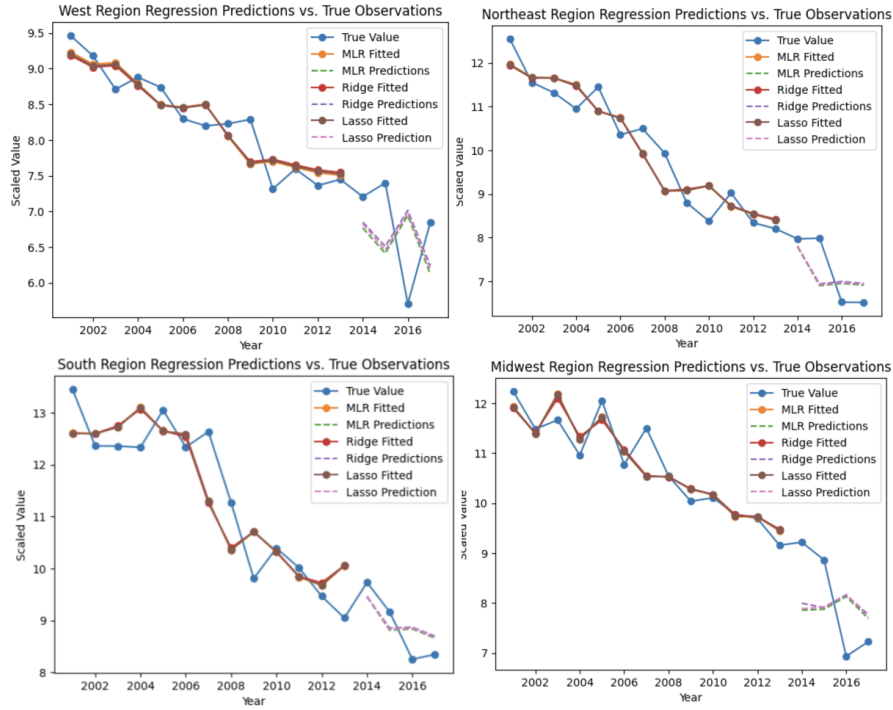 West Region Regression Predictions vs. True Observations
9.5
9.0
8.5
8.0
7.5
7.0
6.5
6.0
Scaled Value
True Value
MLR Fitted
MLR Predictions
Ridge Fitted
Ridge Predictions
Lasso Fitted
Lasso Prediction
2002 2004 2006 2008 2010 2012 2014 2016
Year
Northeast Region Regression Predictions vs. True Observations
12
11
10
9
8
7
Scaled Value
True Value
MLR Fitted
MLR Predictions
Ridge Fitted
Ridge Predictions
Lasso Fitted
Lasso Prediction
2002 2004 2006 2008 2010 2012 2014 2016
Year
South Region Regression Predictions vs. True Observations
13
12
11
10
9
8
Scaled Value
True Value
MLR Fitted
MLR Predictions
Ridge Fitted
Ridge Predictions
Lasso Fitted
Lasso Prediction
2002 2004 2006 2008 2010 2012 2014 2016
Year
Midwest Region Regression Predictions vs. True Observations
12
11
10
9
8
7
Scaled Value
True Value
MLR Fitted
MLR Predictions
Ridge Fitted
Ridge Predictions
Lasso Fitted
Lasso Prediction
2002 2004 2006 2008 2010 2012 2014 2016
Year